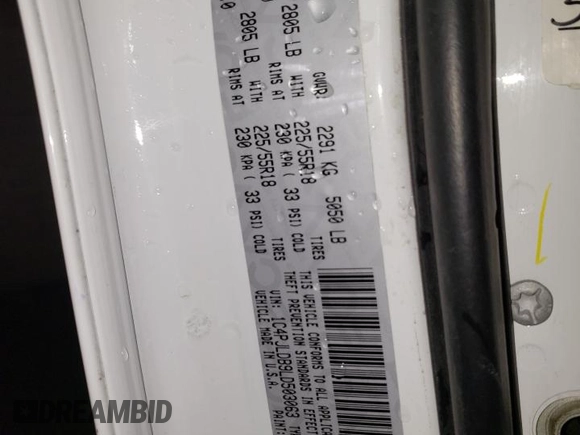 GVWR: 2291 KG 5050 LB
2805 LB WITH 225/55R18 TIRES
RIMS AT 230 KPA ( 33 PSI) COLD
2805 LB WITH 225/55R18 TIRES
RIMS AT 230 KPA ( 33 PSI) COLD
THIS VEHICLE CONFORMS TO ALL
THEFT PREVENTION STANDARDS IN EFFECT
VIN: 1C4PJLDB9LD503063
VEHICLE MADE IN U.S.A.
PAINT:
DREAMBID